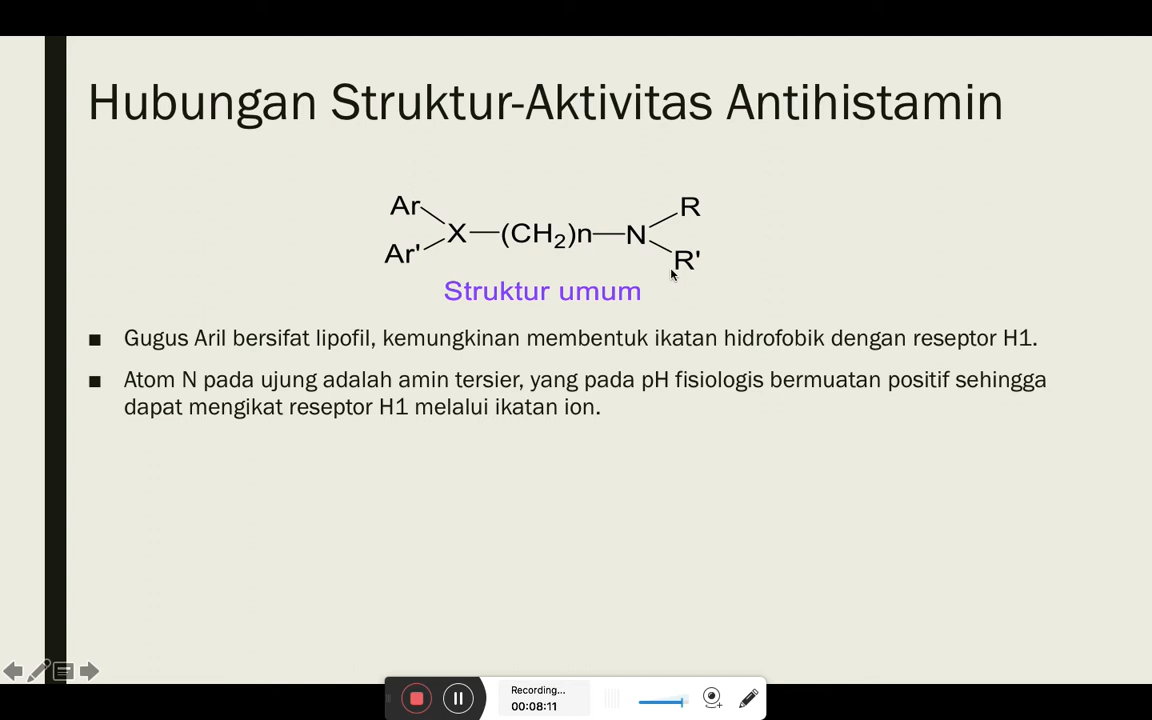 Hubungan Struktur-Aktivitas Antihistamin
Ar
Ar'
X—(CH₂)n—N
R
R'
Struktur umum
■ Gugus Aril bersifat lipofil, kemungkinan membentuk ikatan hidrofobik dengan reseptor H1.
■ Atom N pada ujung adalah amin tersier, yang pada pH fisiologis bermuatan positif sehingga
dapat mengikat reseptor H1 melalui ikatan ion.
Recording...
00:08:11